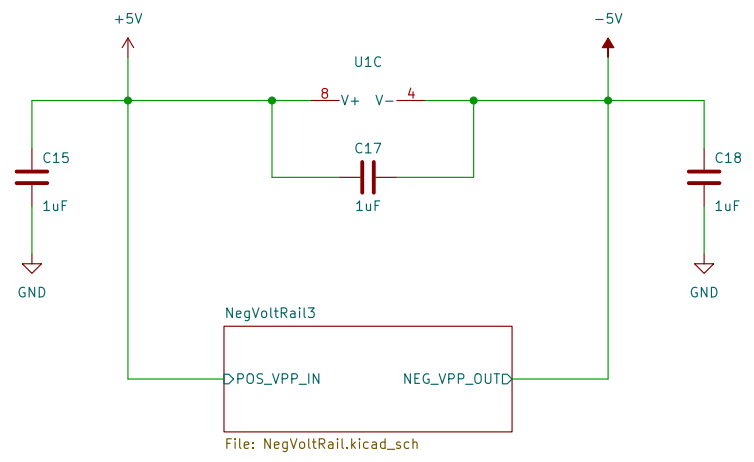 +5V
-5V
U1C
8
V+
V-
4
C15
C17
C18
1uF
1uF
1uF
GND
GND
NegVoltRail3
POS_VPP_IN
NEG_VPP_OUT
File: NegVoltRail.kicad_sch